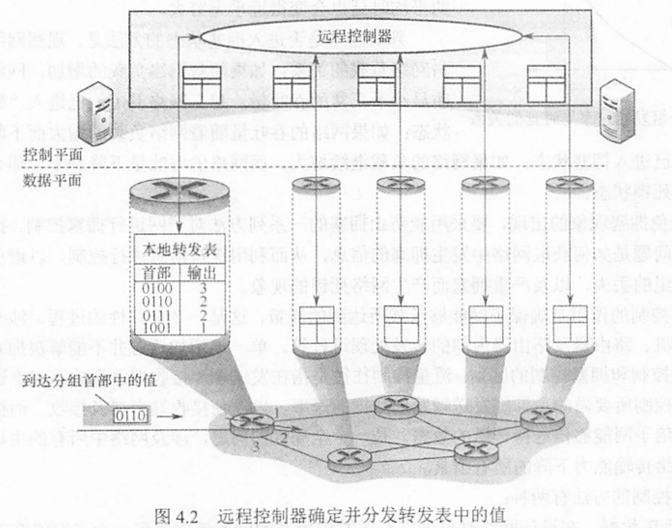 远程控制器
控制平面
数据平面
本地转发表
首部 输出
0100 3
0110 2
0111 2
1001 1
到达分组首部中的值
0110
1
2
3
图 4.2 远程控制器确定并分发转发表中的值